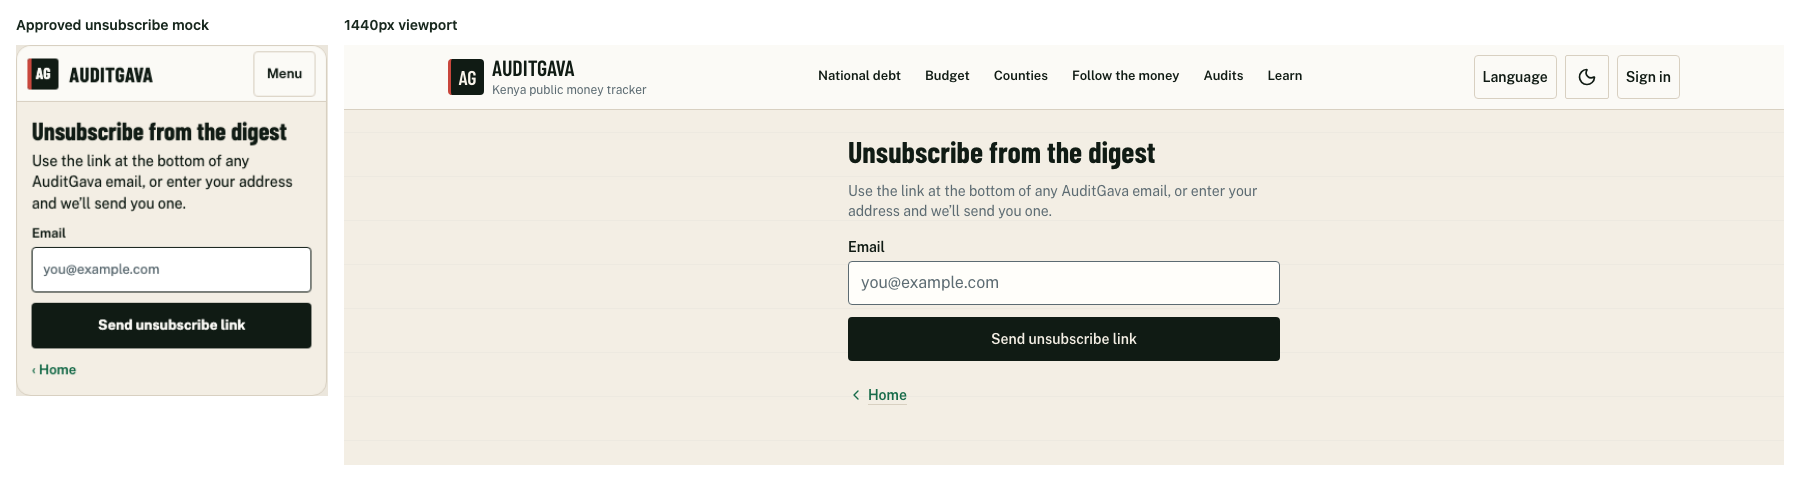 Approved unsubscribe mock
AG AUDITGAVA Menu
Unsubscribe from the digest
Use the link at the bottom of any
AuditGava email, or enter your address
and we’ll send you one.
Email
you@example.com
Send unsubscribe link
‹ Home
1440px viewport
AG AUDITGAVA
Kenya public money tracker
National debt Budget Counties Follow the money Audits Learn
Language Sign in
Unsubscribe from the digest
Use the link at the bottom of any AuditGava email, or enter your
address and we’ll send you one.
Email
you@example.com
Send unsubscribe link
Home